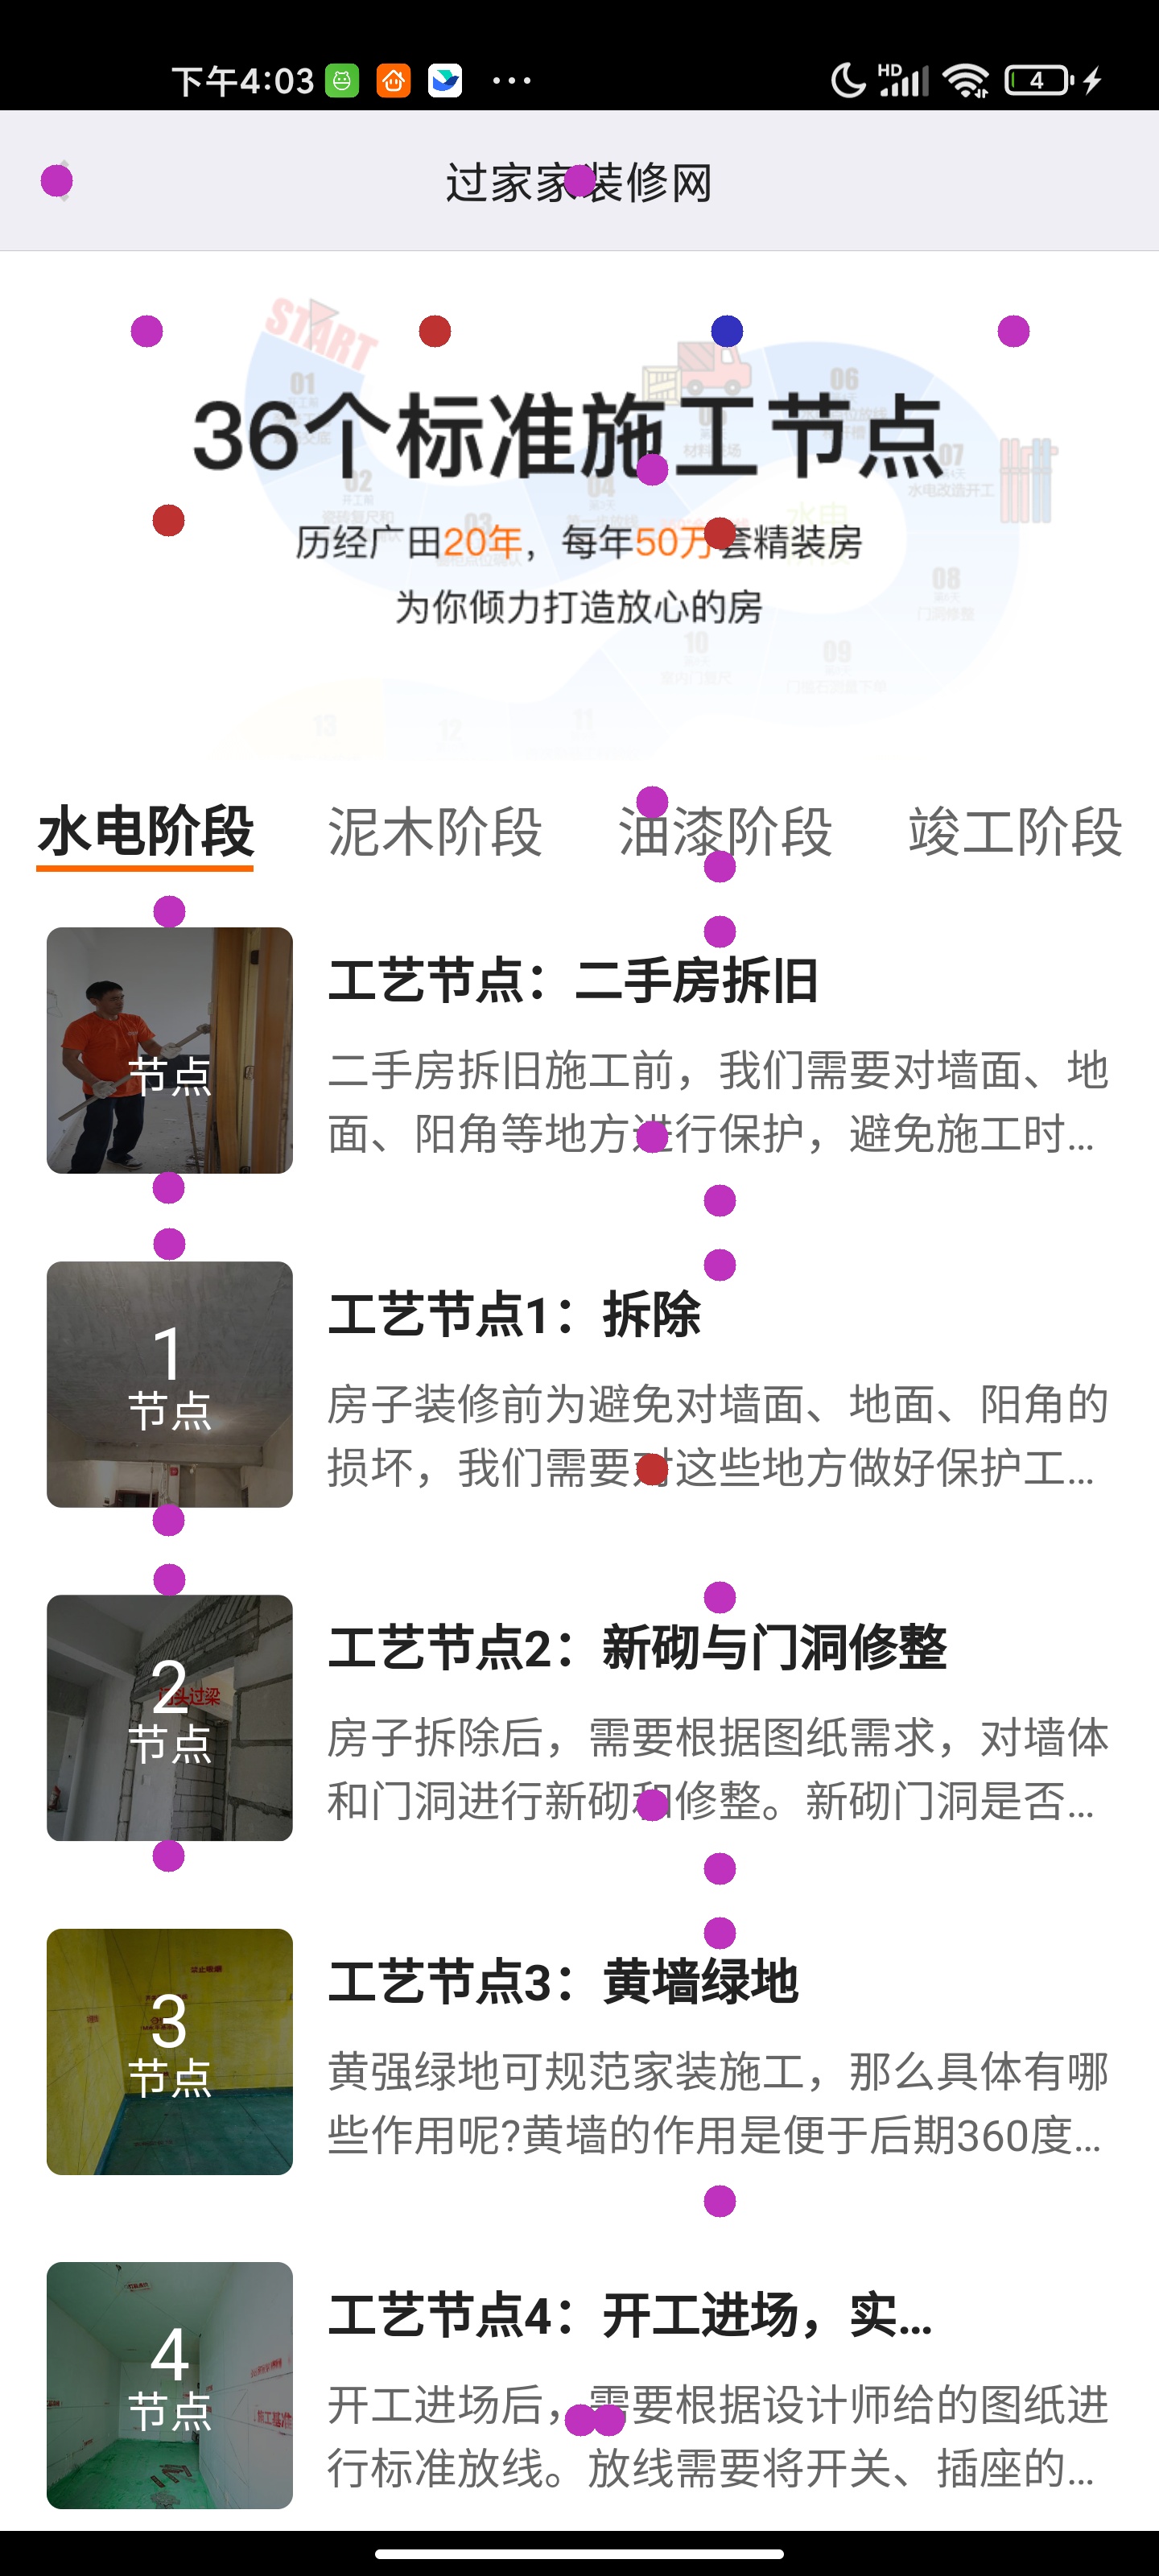 下午4:03
HD
4
过家家装修网
START
36个标准施工节点
历经广田20年，每年50万套精装房
为你倾力打造放心的房
水电阶段 泥木阶段 油漆阶段 竣工阶段
节点
工艺节点：二手房拆旧
二手房拆旧施工前，我们需要对墙面、地
面、阳角等地方进行保护，避免施工时...
1
节点
工艺节点1：拆除
房子装修前为避免对墙面、地面、阳角的
损坏，我们需要对这些地方做好保护工...
2
节点
工艺节点2：新砌与门洞修整
房子拆除后，需要根据图纸需求，对墙体
和门洞进行新砌和修整。新砌门洞是否...
3
节点
工艺节点3：黄墙绿地
黄强绿地可规范家装施工，那么具体有哪
些作用呢?黄墙的作用是便于后期360度...
4
节点
工艺节点4：开工进场，实...
开工进场后，需要根据设计师给的图纸进
行标准放线。放线需要将开关、插座的...